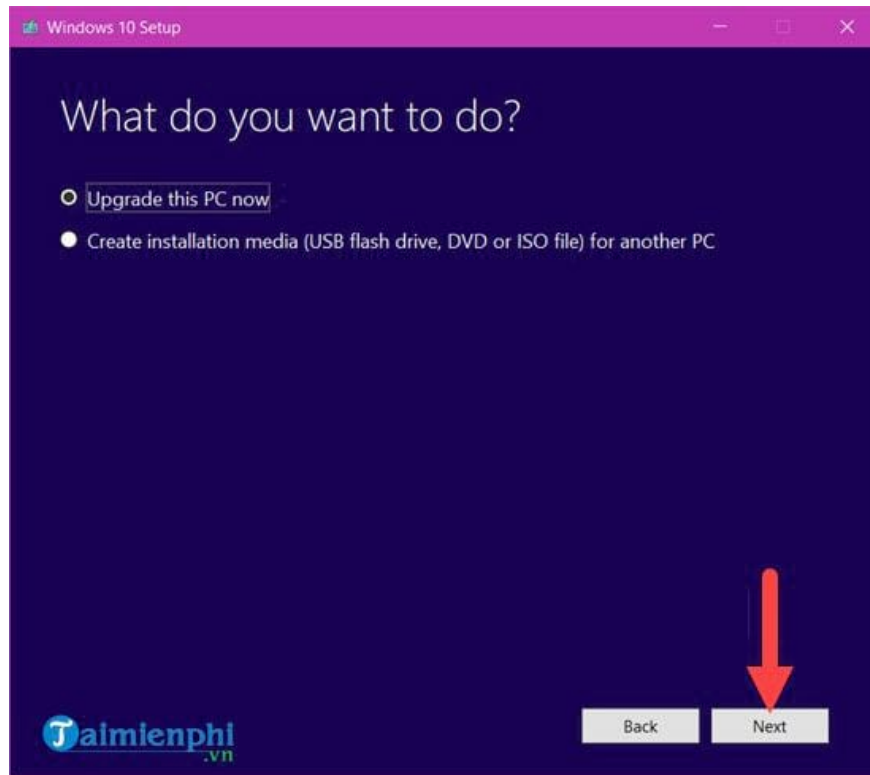 Windows 10 Setup
What do you want to do?
Upgrade this PC now
Create installation media (USB flash drive, DVD or ISO file) for another PC
Back
Next
Taimienphi
.vn